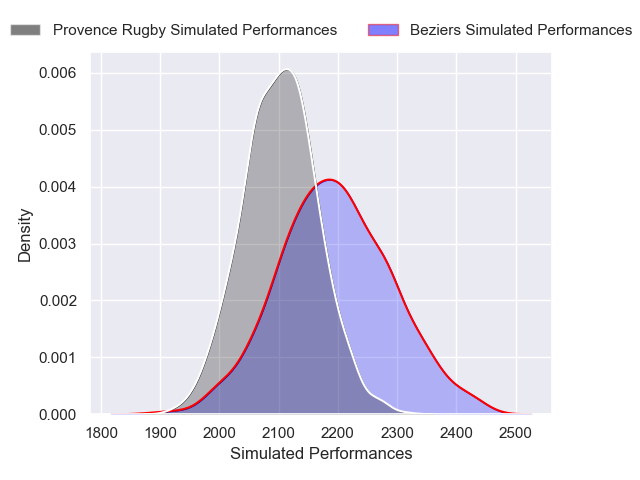 Provence Rugby Simulated Performances
Beziers Simulated Performances
0.006
0.005
0.004
0.003
0.002
0.001
0.000
Density
1800 1900 2000 2100 2200 2300 2400 2500
Simulated Performances